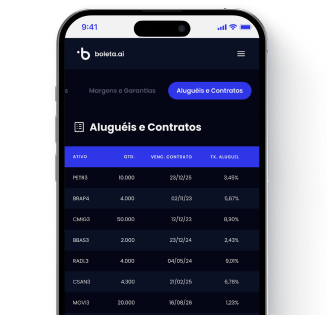 9:41
boleta.ai
s Margens e Garantias Aluguéis e Contratos
Aluguéis e Contratos
ATIVO QTD. VENC. CONTRATO TX. ALUGUEL
PETR3 10.000 23/12/25 3,45%
BRAP4 4.000 02/11/23 5,67%
CMIG3 50.000 12/12/23 8,90%
BBAS3 2.000 23/12/24 2,43%
RADL3 4.000 04/05/24 9,01%
CSAN3 4.300 21/02/25 6,78%
MOVI3 20.000 16/08/26 1,23%